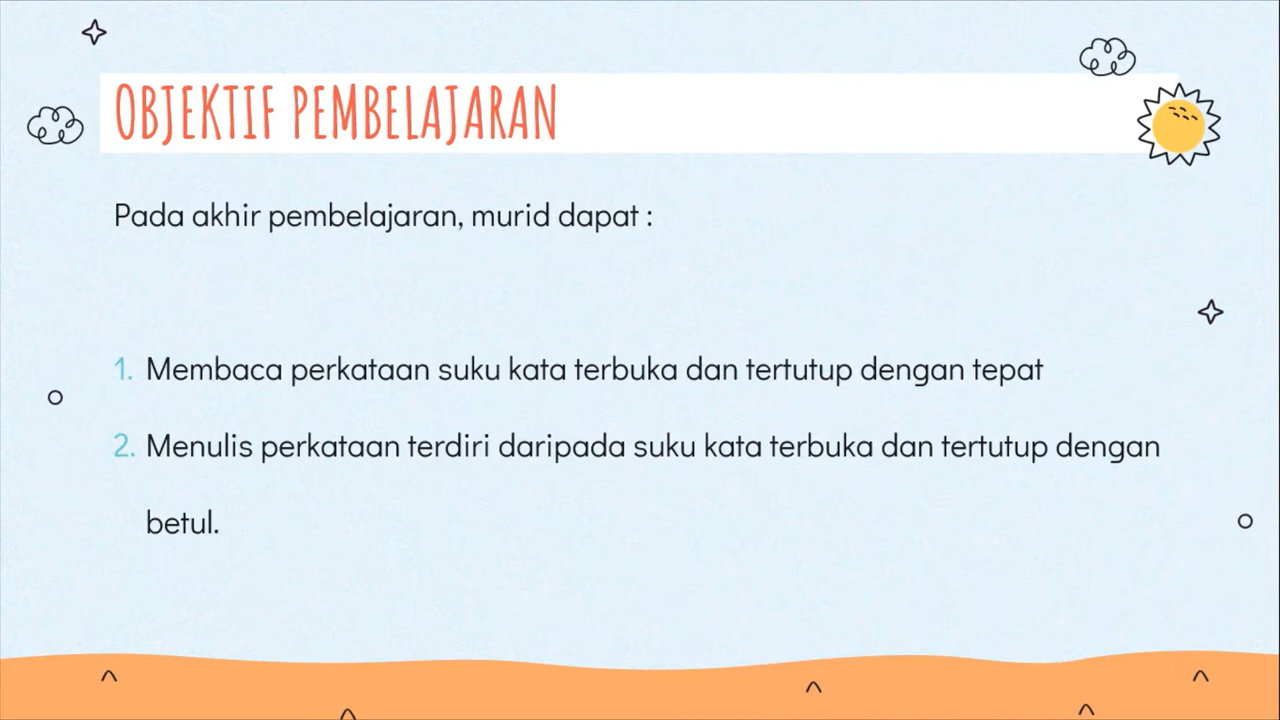 OBJEKTIF PEMBELAJARAN
Pada akhir pembelajaran, murid dapat :
1. Membaca perkataan suku kata terbuka dan tertutup dengan tepat
2. Menulis perkataan terdiri daripada suku kata terbuka dan tertutup dengan
betul.